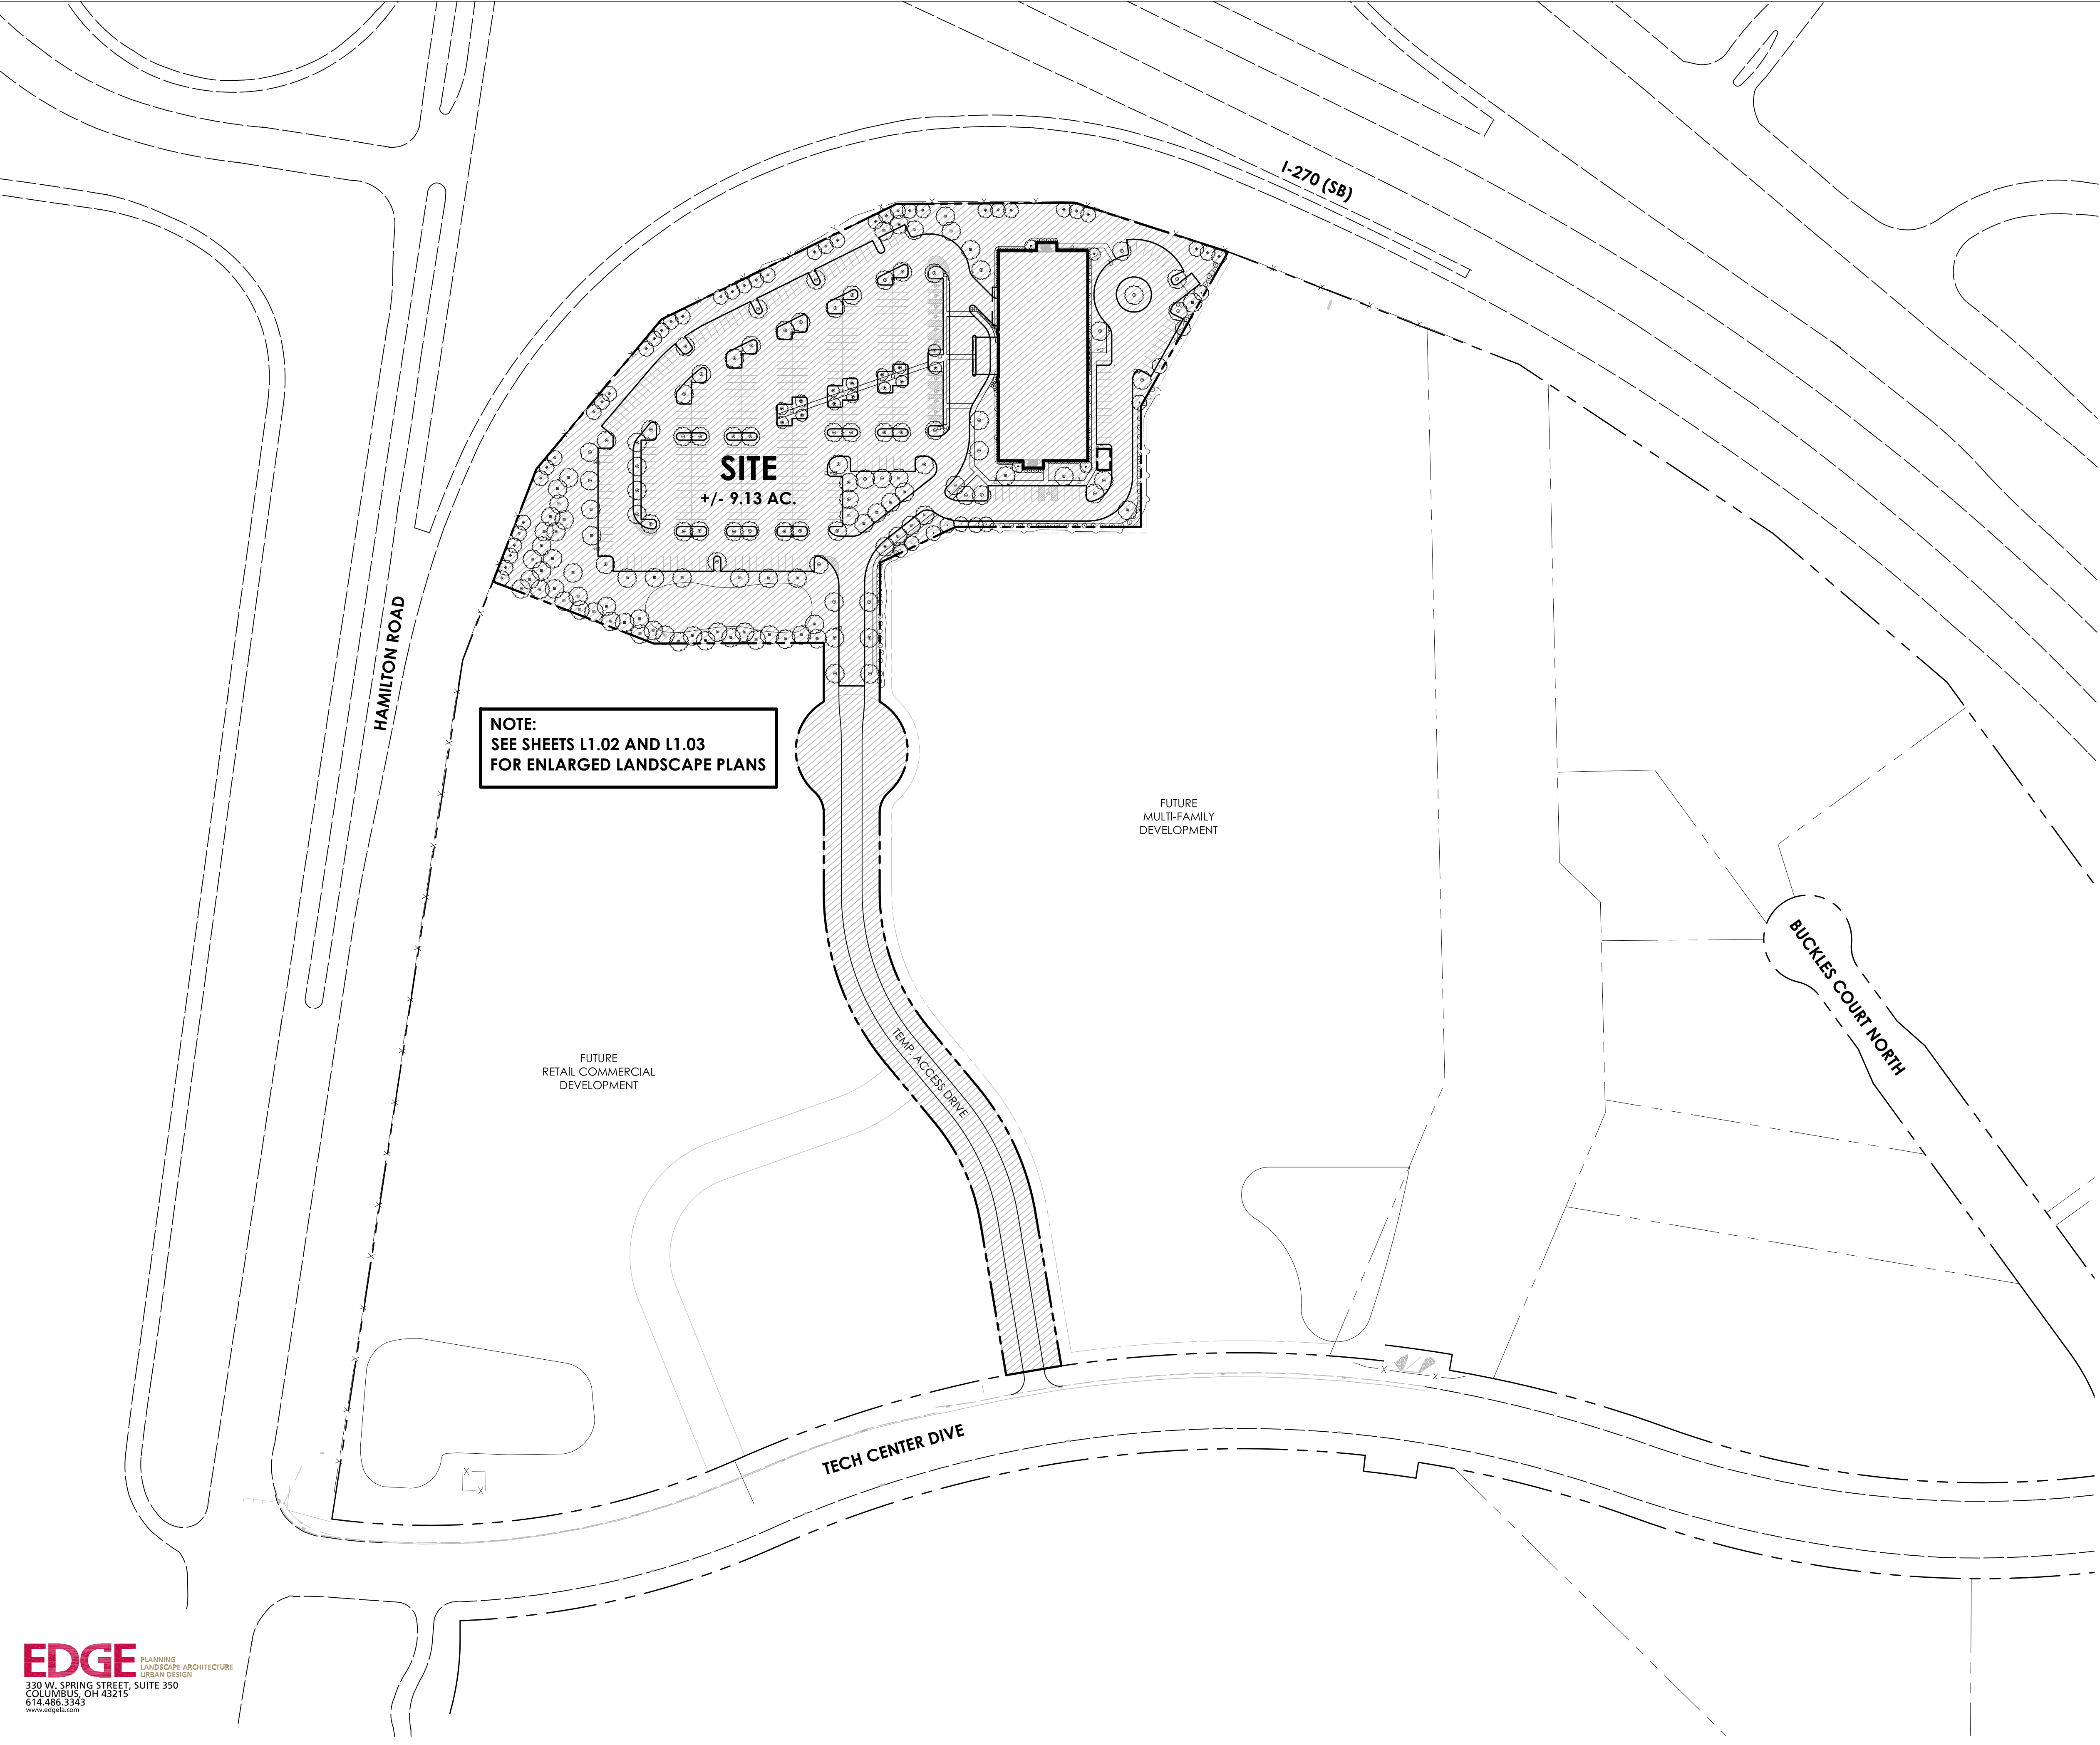 I-270 (SB)
SITE
+/- 9.13 AC.
HAMILTON ROAD
NOTE:
SEE SHEETS L1.02 AND L1.03
FOR ENLARGED LANDSCAPE PLANS
FUTURE
MULTI-FAMILY
DEVELOPMENT
BUCKLES COURT NORTH
TEMP. ACCESS DRIVE
FUTURE
RETAIL COMMERCIAL
DEVELOPMENT
TECH CENTER DIVE
EDGE
PLANNING
LANDSCAPE ARCHITECTURE
URBAN DESIGN
330 W. SPRING STREET, SUITE 350
COLUMBUS, OH 43215
614.486.3343
www.edgela.com